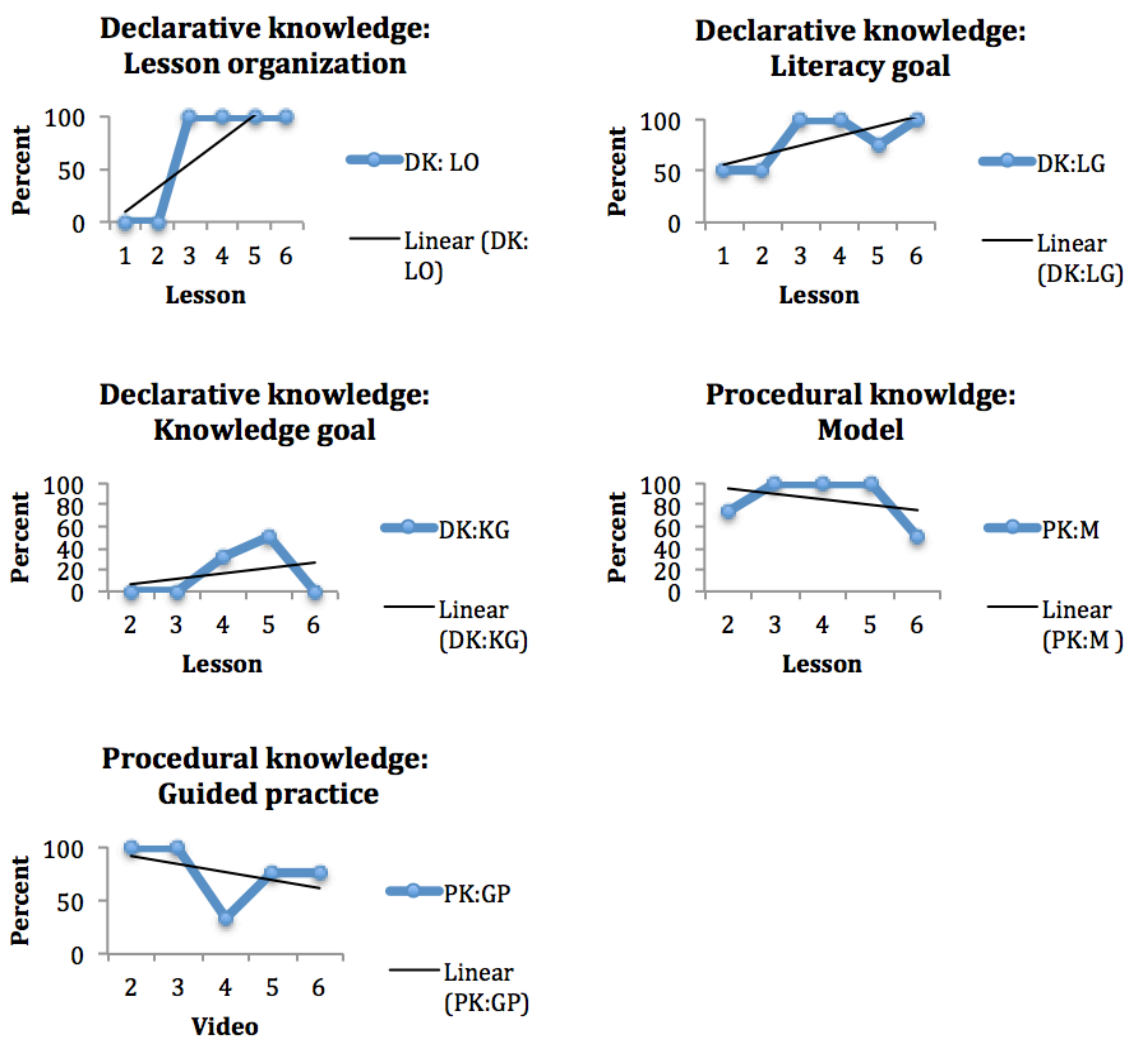 Declarative knowledge:
Lesson organization
Percent
100
50
0
1 2 3 4 5 6
Lesson
DK: LO
Linear (DK:
LO)
Declarative knowledge:
Literacy goal
Percent
100
50
0
1 2 3 4 5 6
Lesson
DK:LG
Linear
(DK:LG)
Declarative knowledge:
Knowledge goal
Percent
100
80
60
40
20
0
2 3 4 5 6
Lesson
DK:KG
Linear
(DK:KG)
Procedural knowldge:
Model
Percent
100
80
60
40
20
0
2 3 4 5 6
Lesson
PK:M
Linear
(PK:M )
Procedural knowledge:
Guided practice
Percent
100
50
0
2 3 4 5 6
Video
PK:GP
Linear
(PK:GP)